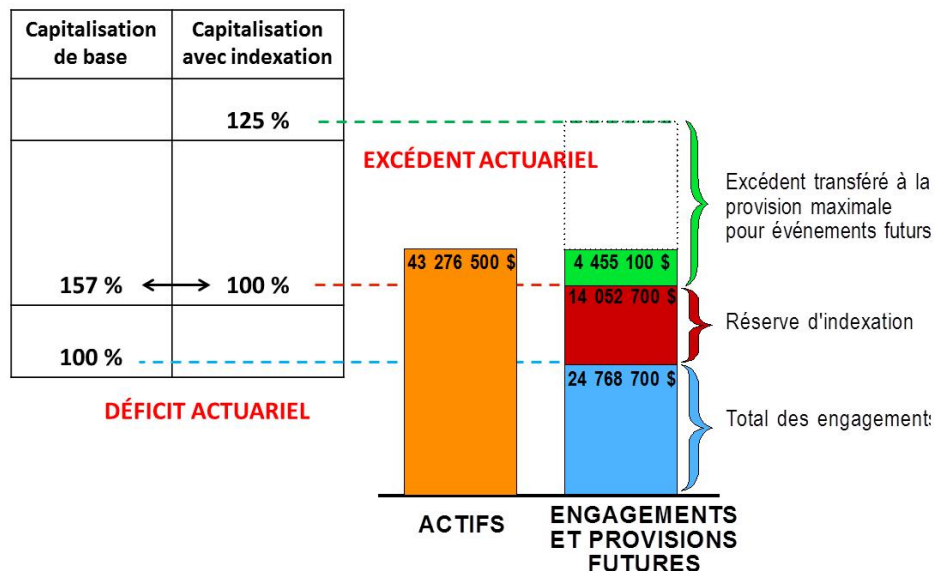 Capitalisation
de base
Capitalisation
avec indexation
125 %
EXCÉDENT ACTUARIEL
Excédent transféré à la
provision maximale
pour événements futurs
43 276 500 $
4 455 100 $
157 %
100 %
14 052 700 $
Réserve d'indexation
100 %
24 768 700 $
DÉFICIT ACTUARIEL
Total des engagements
ACTIFS
ENGAGEMENTS
ET PROVISIONS
FUTURES